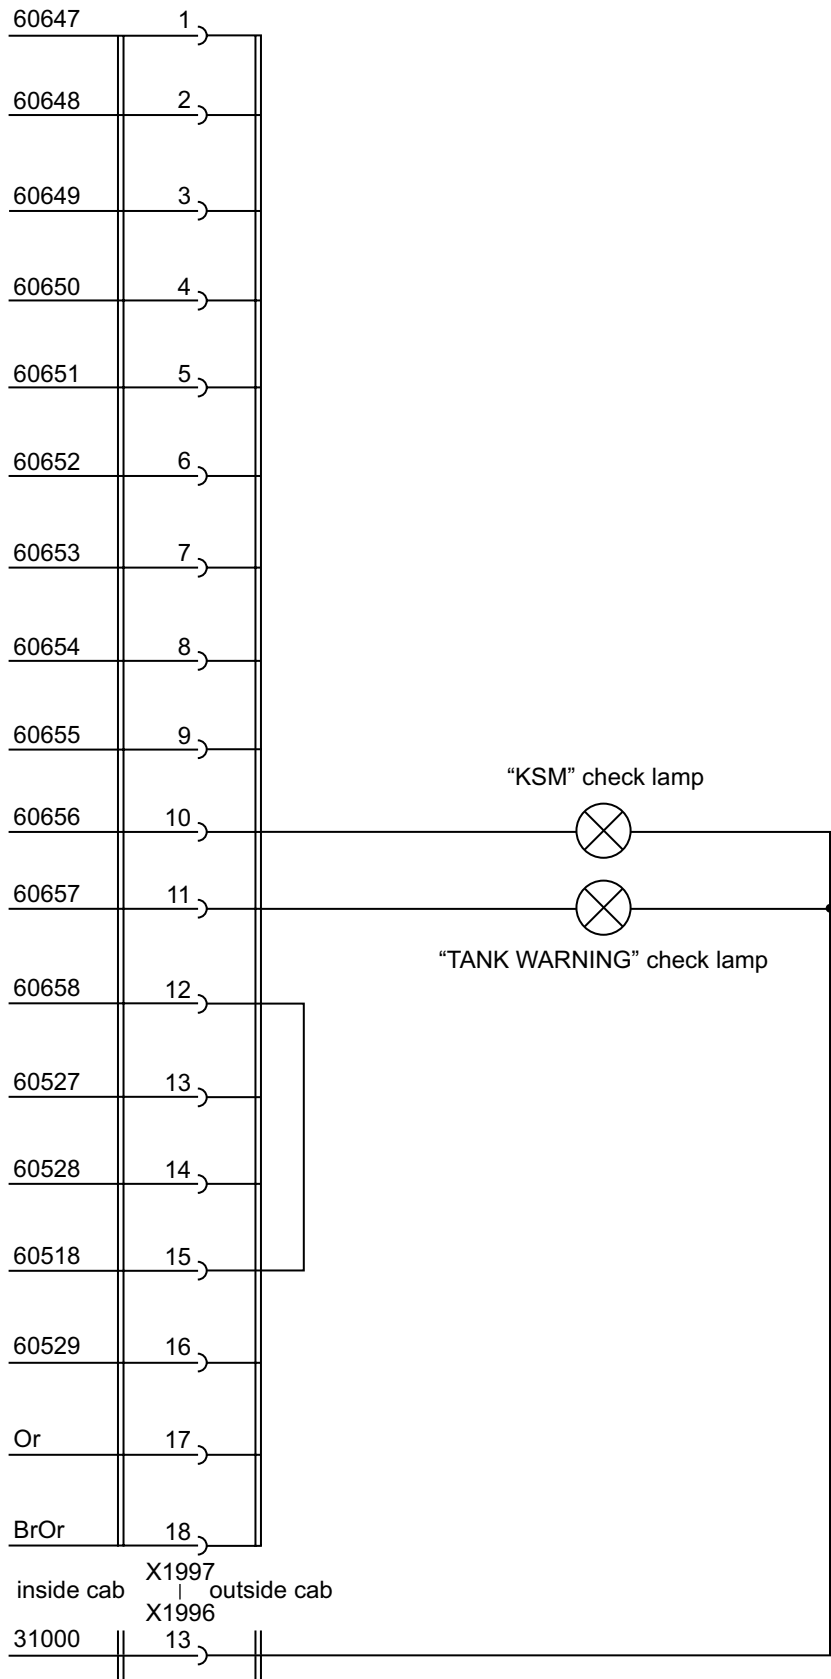 60647 1
60648 2
60649 3
60650 4
60651 5
60652 6
60653 7
60654 8
60655 9
“KSM” check lamp
60656 10
60657 11
“TANK WARNING” check lamp
60658 12
60527 13
60528 14
60518 15
60529 16
Or 17
BrOr 18
X1997
inside cab outside cab
X1996
31000 13